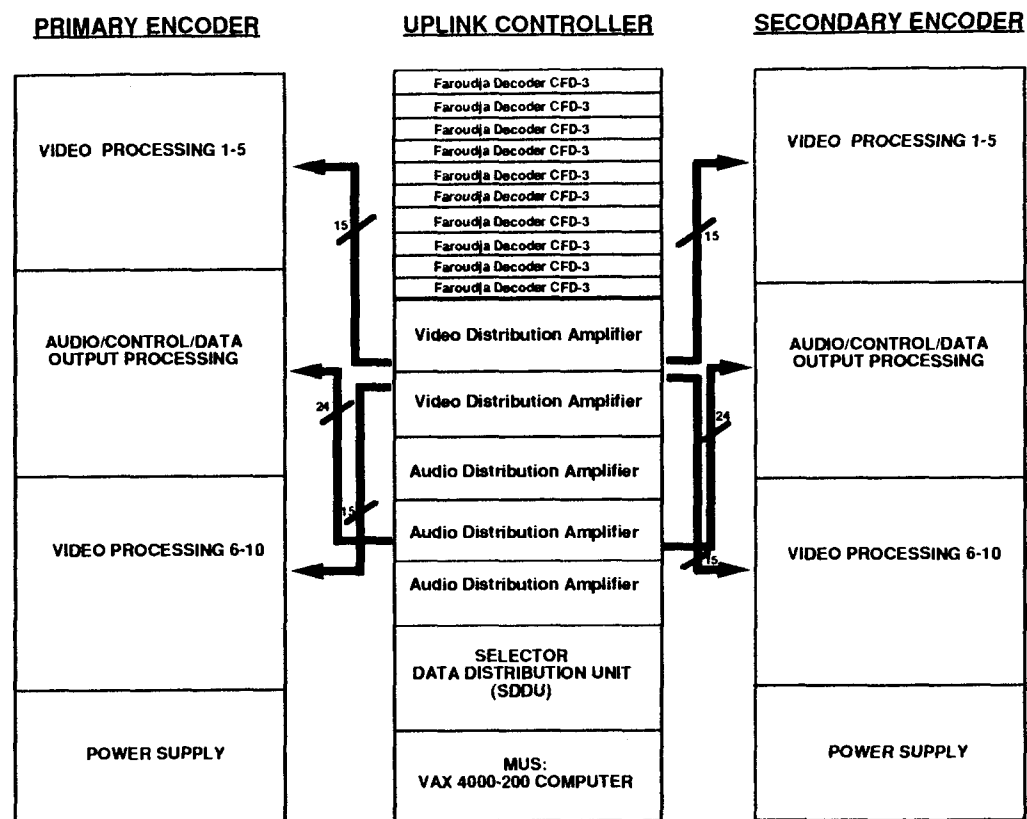 PRIMARY ENCODER
VIDEO PROCESSING 1-5
15
AUDIO/CONTROL/DATA
OUTPUT PROCESSING
24
15
VIDEO PROCESSING 6-10
POWER SUPPLY
UPLINK CONTROLLER
Faroudja Decoder CFD-3
Faroudja Decoder CFD-3
Faroudja Decoder CFD-3
Faroudja Decoder CFD-3
Faroudja Decoder CFD-3
Faroudja Decoder CFD-3
Faroudja Decoder CFD-3
Faroudja Decoder CFD-3
Faroudja Decoder CFD-3
Faroudja Decoder CFD-3
Video Distribution Amplifier
Video Distribution Amplifier
Audio Distribution Amplifier
Audio Distribution Amplifier
Audio Distribution Amplifier
SELECTOR
DATA DISTRIBUTION UNIT
(SDDU)
MUS:
VAX 4000-200 COMPUTER
SECONDARY ENCODER
VIDEO PROCESSING 1-5
15
AUDIO/CONTROL/DATA
OUTPUT PROCESSING
24
VIDEO PROCESSING 6-10
15
POWER SUPPLY